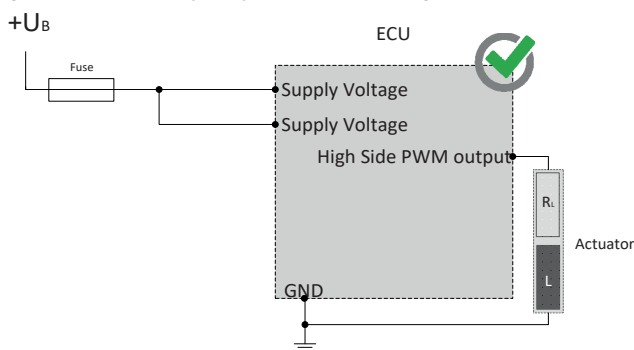 +UB
ECU
Fuse
Supply Voltage
Supply Voltage
High Side PWM output
RL
Actuator
L
GND